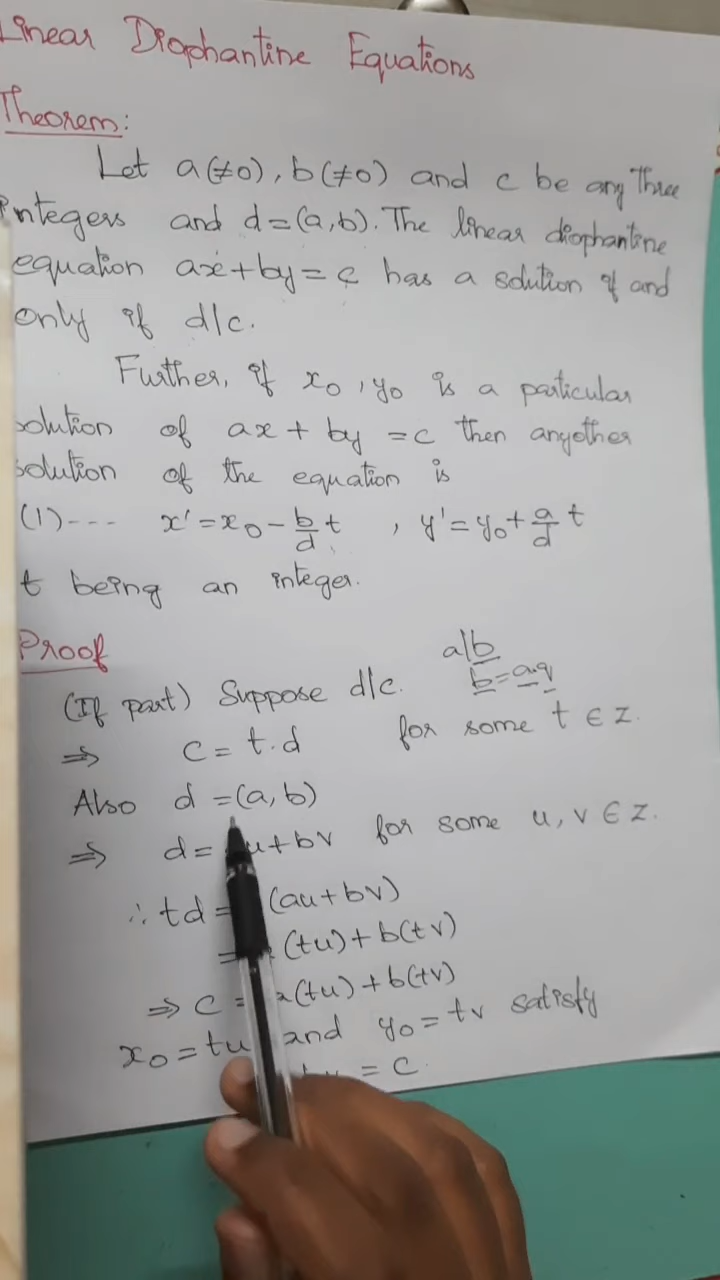 Linear Diophantine Equations
Theorem:
Let a(≠0), b(≠0) and c be any three
integers and d=(a,b). The linear diophantine
equation ax+by=c has a solution if and
only if d|c.
Further, if x₀, y₀ is a particular
solution of ax + by = c then anyother
solution of the equation is
(1)--- x' = x₀ - b/d t , y' = y₀ + a/d t
t being an integer.
Proof
a|b
(If part) Suppose d|c. b=a.q
⇒ c = t.d for some t ∈ z.
Also d = (a,b)
⇒ d = u+bv for some u, v ∈ z.
∴ td = (au+bv)
= (tu)+b(tv)
⇒ c = (tu)+b(tv)
x₀=tu and y₀=tv satisfy
= c.